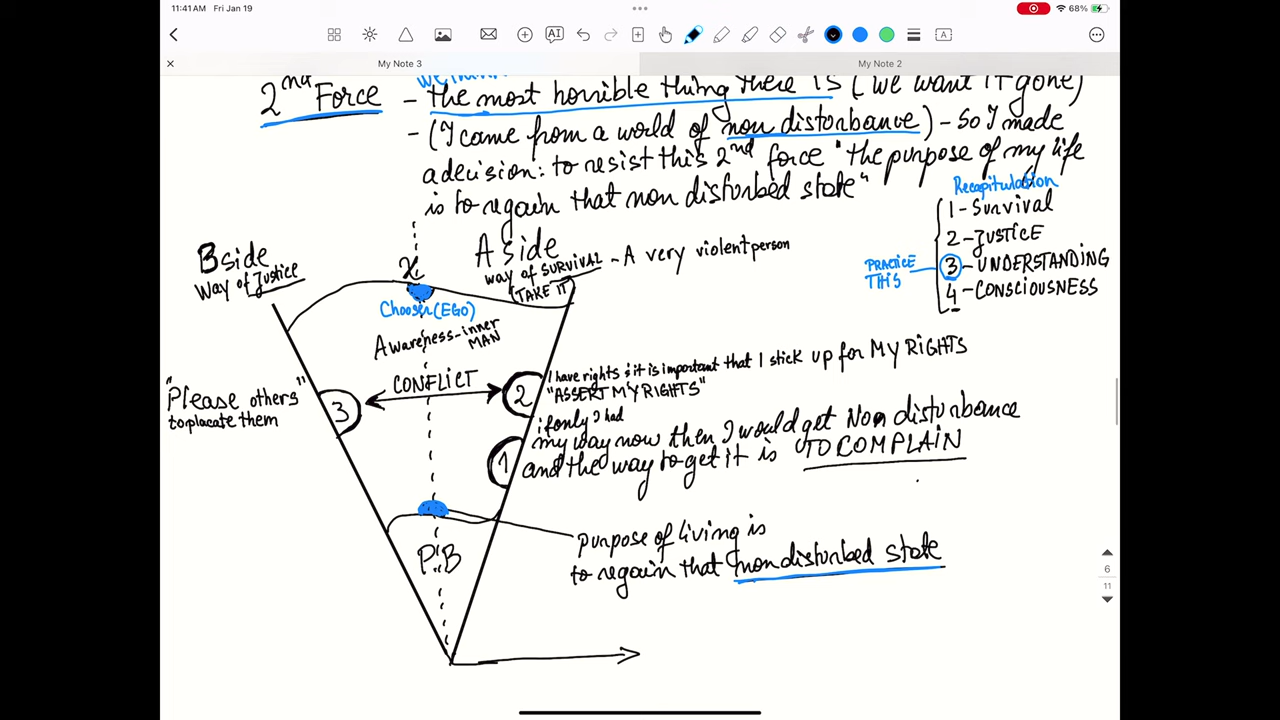 11:41AM Fri Jan 19
68%
My Note 3
My Note 2
2nd Force - the most horrible thing there is (we want it gone)
- (I came from a world of non disturbance) - So I made
a decision: to resist this 2nd force "the purpose of my life
is to regain that non disturbed state"
Recapitulation
1 - Survival
2 - JUSTICE
PRACTICE THIS
3 - UNDERSTANDING
4 - CONSCIOUSNESS
B side
Way of Justice
X
A side
way of SURVIVAL - A very violent person
(TAKE IT)
Chooser (EGO)
Awareness - inner
MAN
CONFLICT
"Please others"
to placate them
3
2
I have rights & it is important that I stick up for MY RIGHTS
"ASSERT MY RIGHTS"
if only I had
my way now then I would get Non disturbance
1
and the way to get it is TO COMPLAIN
P.B
purpose of living is
to regain that non disturbed state
6
11